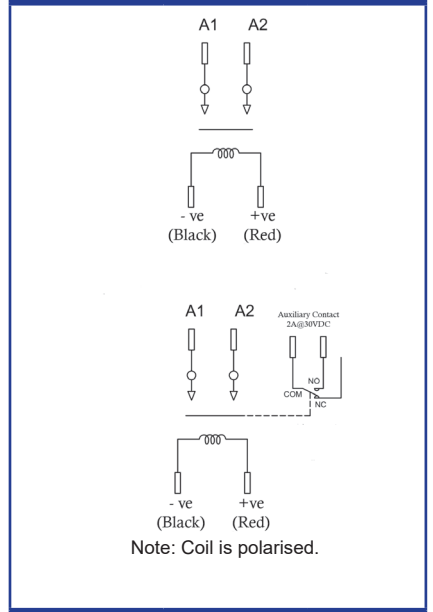 A1 A2
- ve +ve
(Black) (Red)
A1 A2 Auxiliary Contact
2A@30VDC
NO
COM
NC
- ve +ve
(Black) (Red)
Note: Coil is polarised.